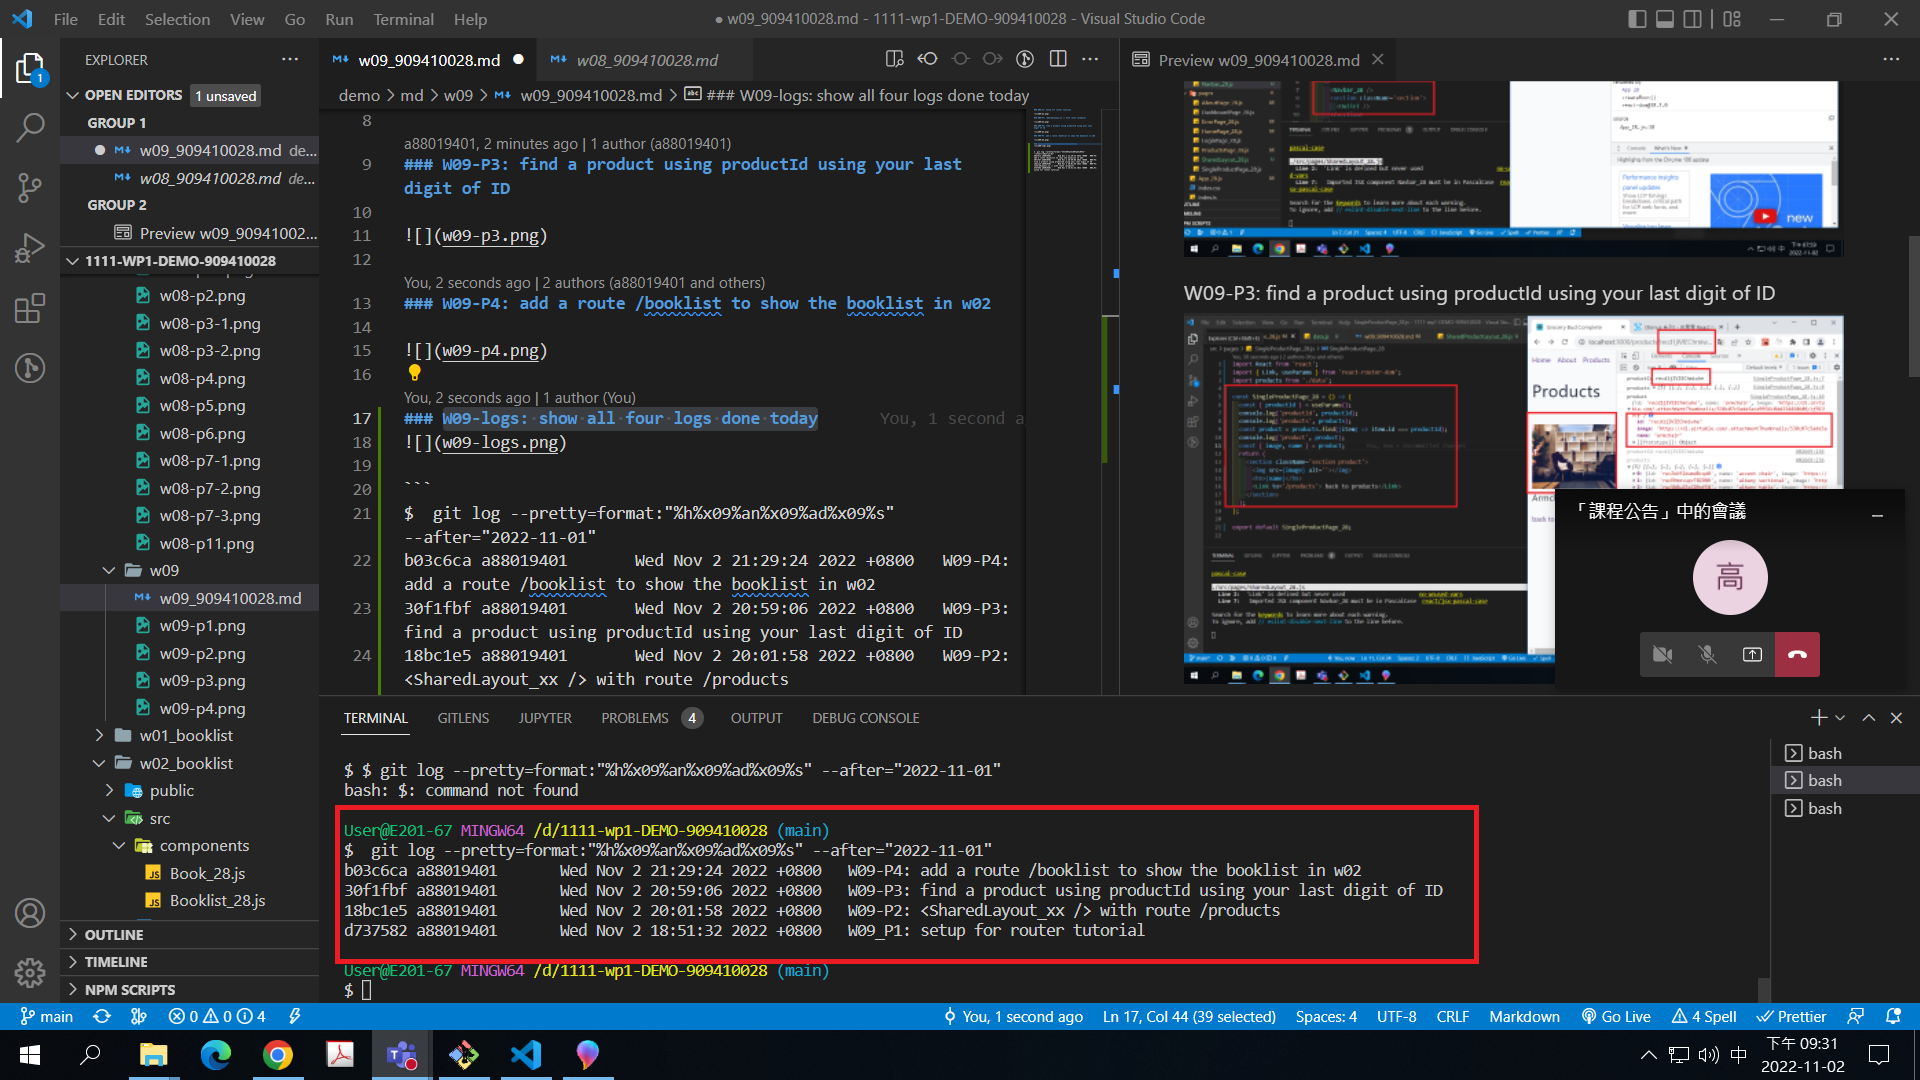 File Edit Selection View Go Run Terminal Help
● w09_909410028.md - 1111-wp1-DEMO-909410028 - Visual Studio Code
EXPLORER
OPEN EDITORS 1 unsaved
GROUP 1
w09_909410028.md de...
w08_909410028.md de...
GROUP 2
Preview w09_90941002...
1111-WP1-DEMO-909410028
w08-p2.png
w08-p3-1.png
w08-p3-2.png
w08-p4.png
w08-p5.png
w08-p6.png
w08-p7-1.png
w08-p7-2.png
w08-p7-3.png
w08-p11.png
w09
w09_909410028.md
w09-p1.png
w09-p2.png
w09-p3.png
w09-p4.png
w01_booklist
w02_booklist
public
src
components
Book_28.js
Booklist_28.js
OUTLINE
TIMELINE
NPM SCRIPTS
w09_909410028.md
w08_909410028.md
demo > md > w09 > w09_909410028.md > ### W09-logs: show all four logs done today
8
a88019401, 2 minutes ago | 1 author (a88019401)
9 ### W09-P3: find a product using productId using your last
digit of ID
10
11 ![](w09-p3.png)
12
You, 2 seconds ago | 2 authors (a88019401 and others)
13 ### W09-P4: add a route /booklist to show the booklist in w02
14
15 ![](w09-p4.png)
16
You, 2 seconds ago | 1 author (You)
17 ### W09-logs: show all four logs done today You, 1 second a
18 ![](w09-logs.png)
19
20 ```
21 $  git log --pretty=format:"%h%x09%an%x09%ad%x09%s"
--after="2022-11-01"
22 b03c6ca a88019401 Wed Nov 2 21:29:24 2022 +0800 W09-P4:
add a route /booklist to show the booklist in w02
23 30f1fbf a88019401 Wed Nov 2 20:59:06 2022 +0800 W09-P3:
find a product using productId using your last digit of ID
24 18bc1e5 a88019401 Wed Nov 2 20:01:58 2022 +0800 W09-P2:
<SharedLayout_xx /> with route /products
Preview w09_909410028.md
W09-P3: find a product using productId using your last digit of ID
Products
「課程公告」中的會議
高
TERMINAL GITLENS JUPYTER PROBLEMS 4 OUTPUT DEBUG CONSOLE
$ $ git log --pretty=format:"%h%x09%an%x09%ad%x09%s" --after="2022-11-01"
bash: $: command not found
User@E201-67 MINGW64 /d/1111-wp1-DEMO-909410028 (main)
$  git log --pretty=format:"%h%x09%an%x09%ad%x09%s" --after="2022-11-01"
b03c6ca a88019401 Wed Nov 2 21:29:24 2022 +0800 W09-P4: add a route /booklist to show the booklist in w02
30f1fbf a88019401 Wed Nov 2 20:59:06 2022 +0800 W09-P3: find a product using productId using your last digit of ID
18bc1e5 a88019401 Wed Nov 2 20:01:58 2022 +0800 W09-P2: <SharedLayout_xx /> with route /products
d737582 a88019401 Wed Nov 2 18:51:32 2022 +0800 W09_P1: setup for router tutorial
User@E201-67 MINGW64 /d/1111-wp1-DEMO-909410028 (main)
$
bash
bash
bash
main 0 0 4 You, 1 second ago Ln 17, Col 44 (39 selected) Spaces: 4 UTF-8 CRLF Markdown Go Live 4 Spell Prettier
中 下午 09:31
2022-11-02